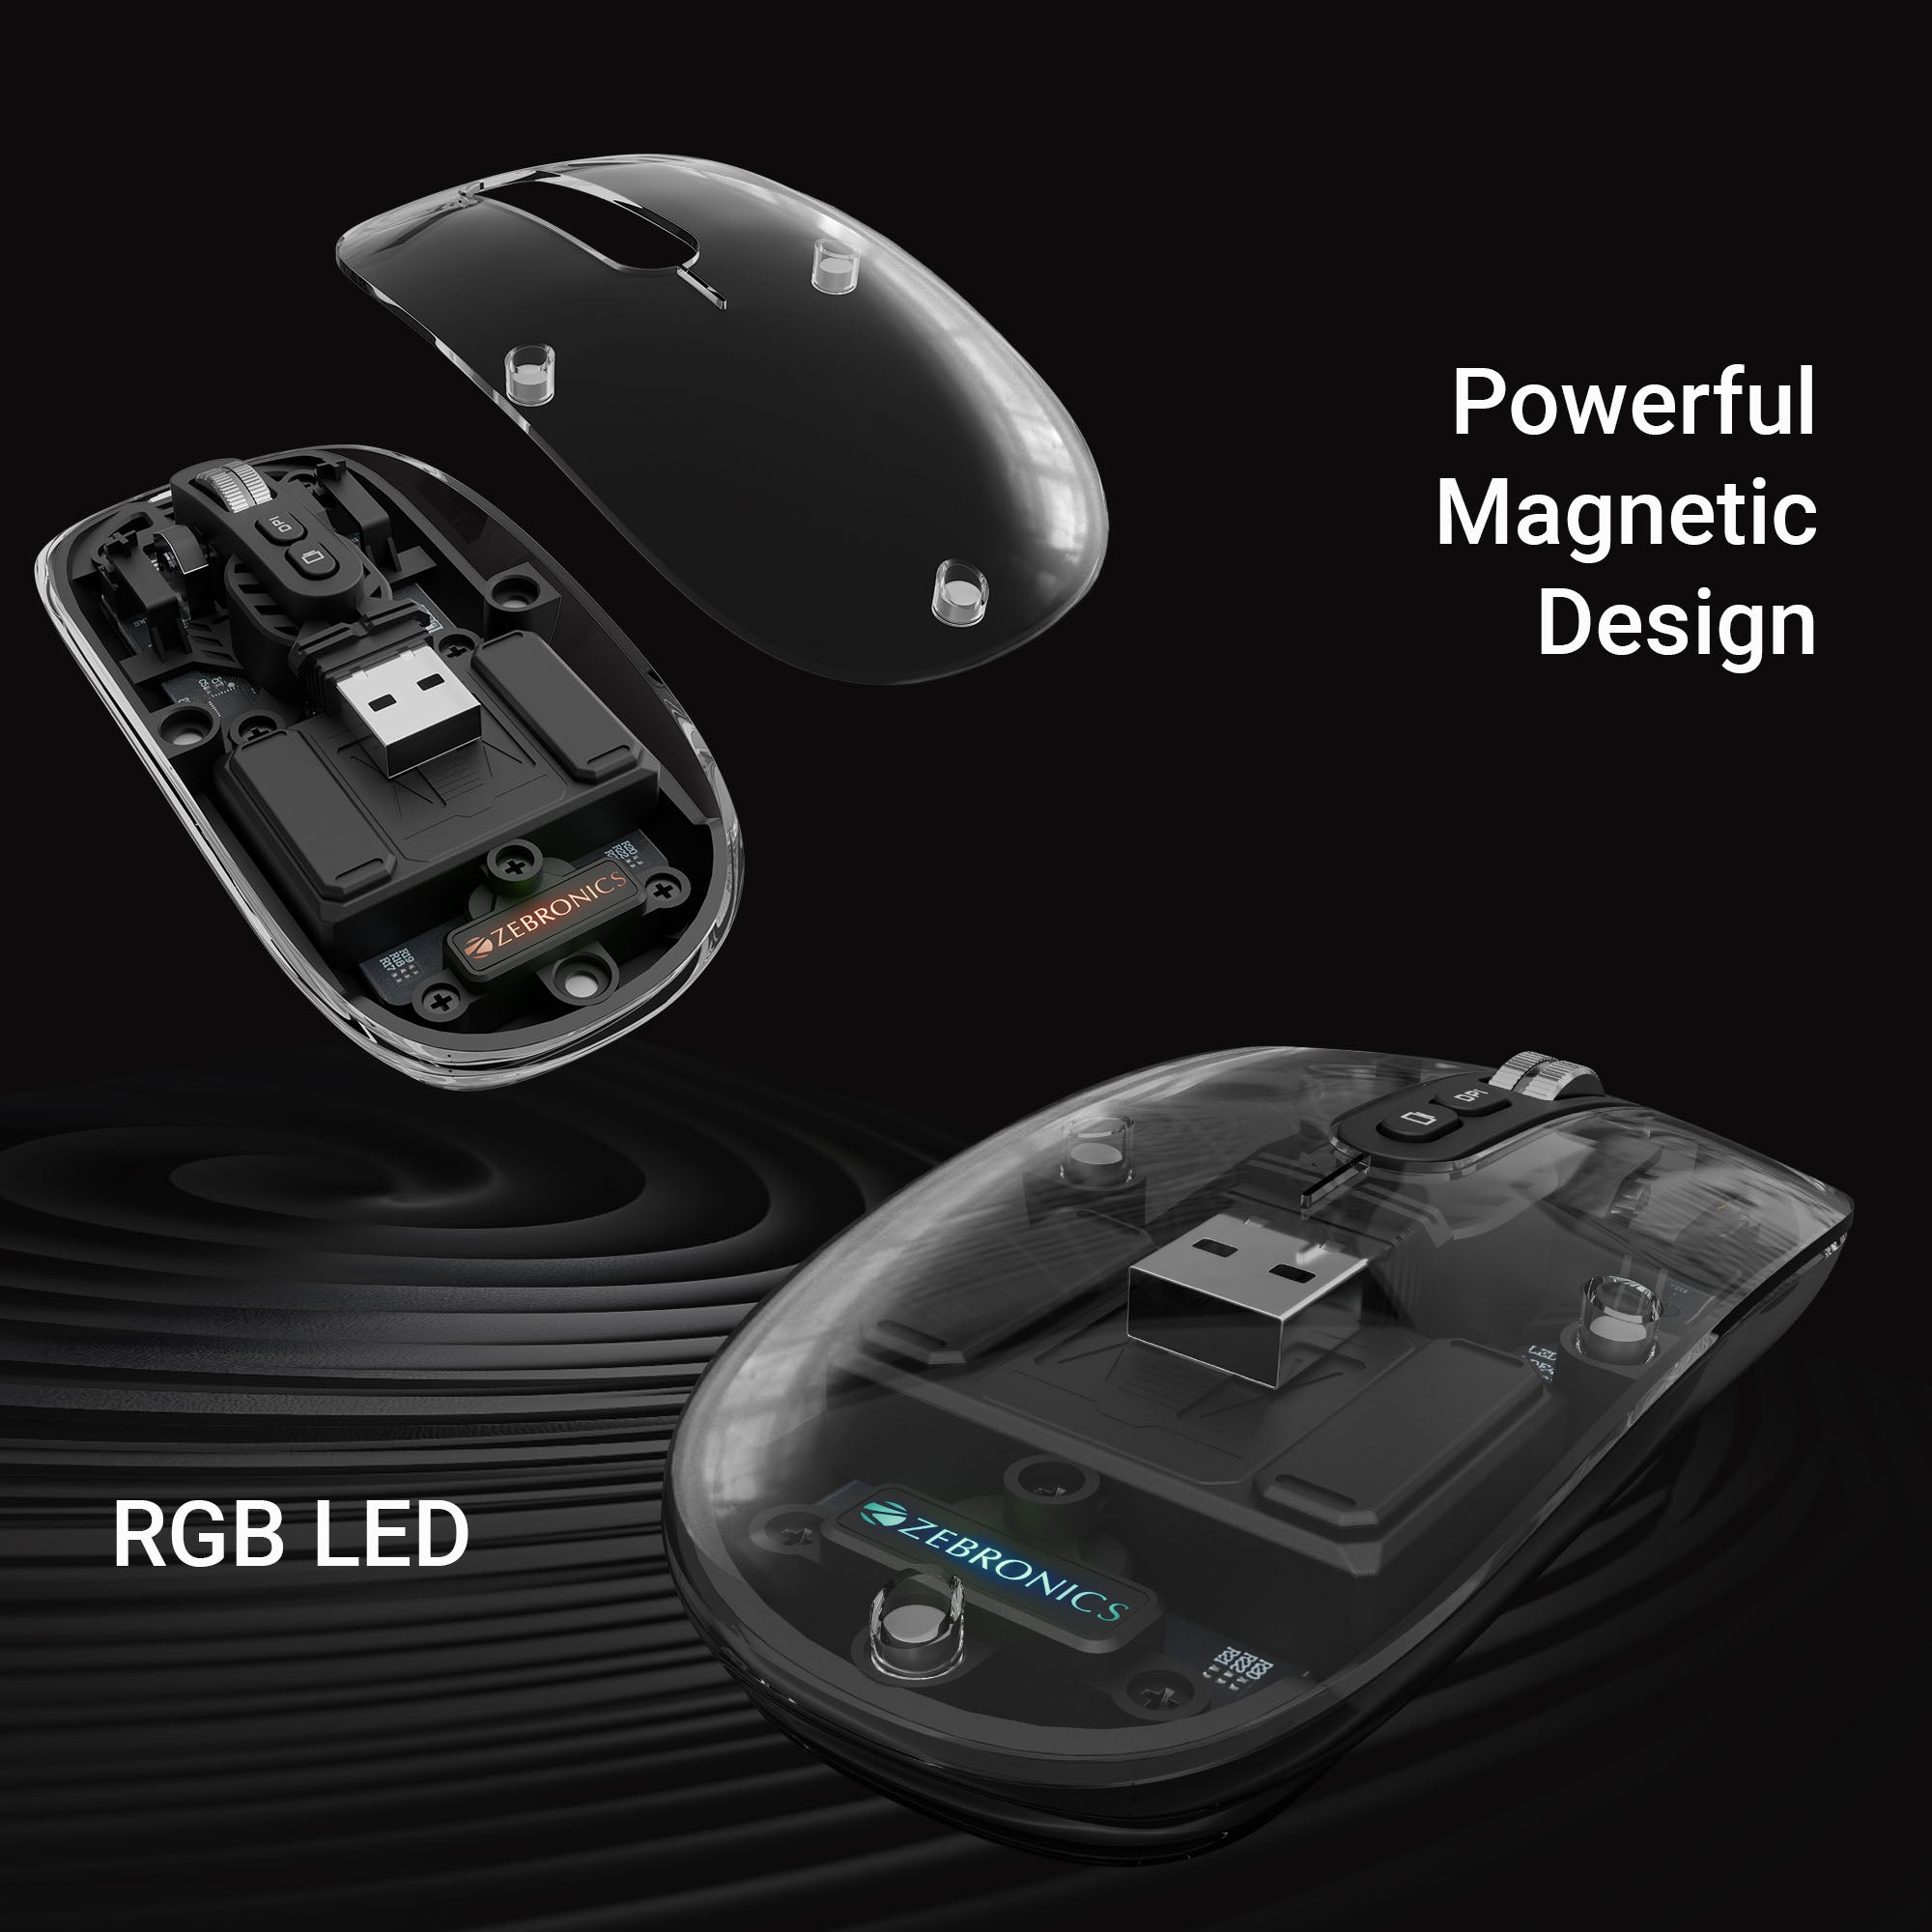 Powerful
Magnetic
Design
DPI
ZEBRONICS
DPI
RGB LED
ZEBRONICS